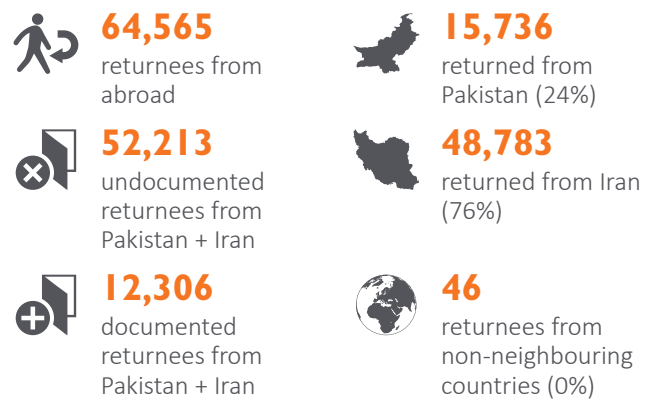 64,565
returnees from
abroad
52,213
undocumented
returnees from
Pakistan + Iran
12,306
documented
returnees from
Pakistan + Iran
15,736
returned from
Pakistan (24%)
48,783
returned from Iran
(76%)
46
returnees from
non-neighbouring
countries (0%)